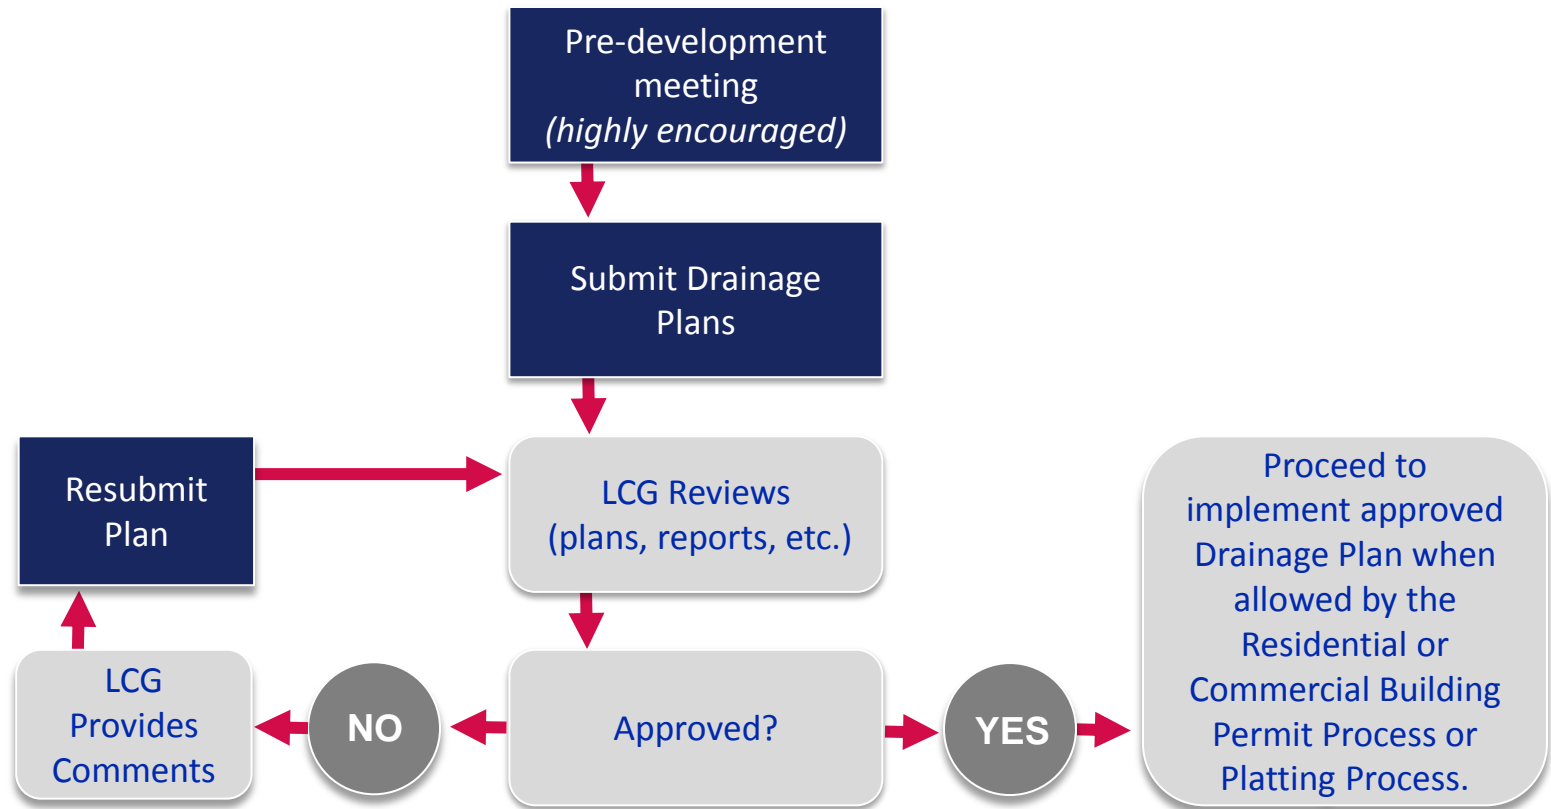 Pre-development
meeting
(highly encouraged)
Submit Drainage
Plans
Resubmit
Plan
LCG Reviews
(plans, reports, etc.)
LCG
Provides
Comments
NO
Approved?
YES
Proceed to
implement approved
Drainage Plan when
allowed by the
Residential or
Commercial Building
Permit Process or
Platting Process.